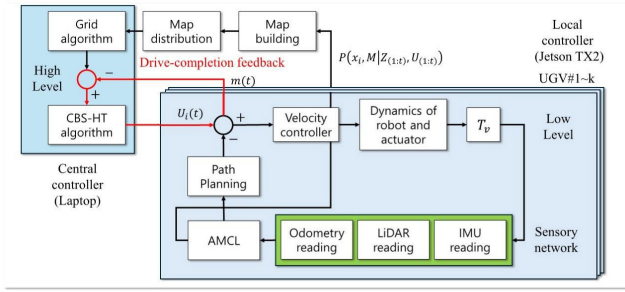 Grid
algorithm
Map
distribution
Map
building
Local
controller
(Jetson TX2)
UGV#1~k
Drive-completion feedback
P(x_i, M|Z_(1:t), U_(1:t))
High
Level
−
+
m(t)
CBS-HT
algorithm
U_i(t)
+
−
Velocity
controller
Dynamics of
robot and
actuator
T_v
Low
Level
Central
controller
(Laptop)
Path
Planning
AMCL
Odometry
reading
LiDAR
reading
IMU
reading
Sensory
network